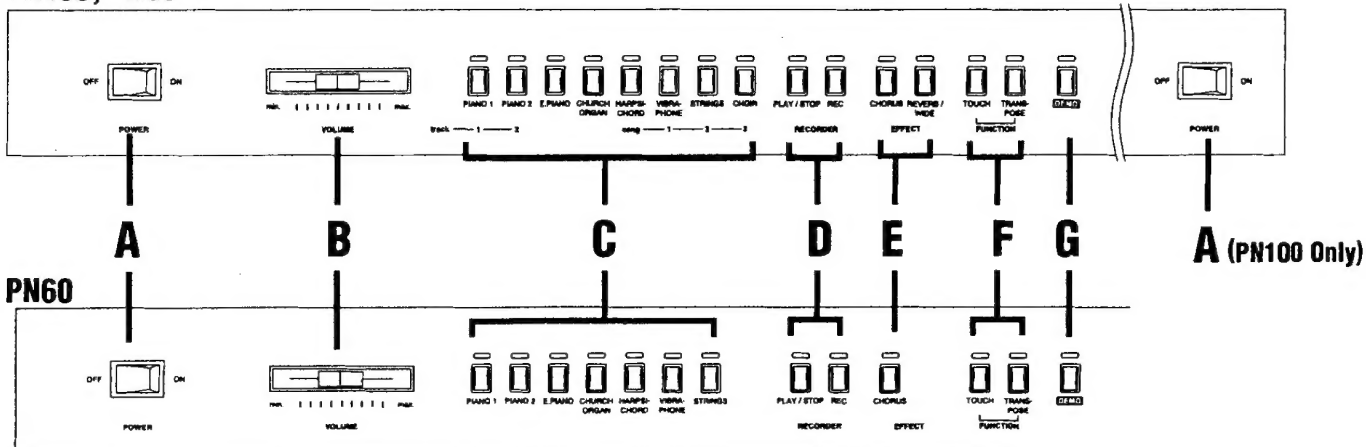 OFF ON
POWER
min. max.
VOLUME
PIANO 1 PIANO 2 E.PIANO CHURCH ORGAN HARPSI-CHORD VIBRA-PHONE STRINGS CHOIR
track 1 2 song 1 2 3
PLAY / STOP REC
RECORDER
CHORUS REVERB / WIDE
EFFECT
TOUCH TRANS-POSE
FUNCTION
DEMO
OFF ON
POWER
A B C D E F G A (PN100 Only)
PN60
OFF ON
POWER
min. max.
VOLUME
PIANO 1 PIANO 2 E.PIANO CHURCH ORGAN HARPSI-CHORD VIBRA-PHONE STRINGS
PLAY / STOP REC
RECORDER
CHORUS
EFFECT
TOUCH TRANS-POSE
FUNCTION
DEMO